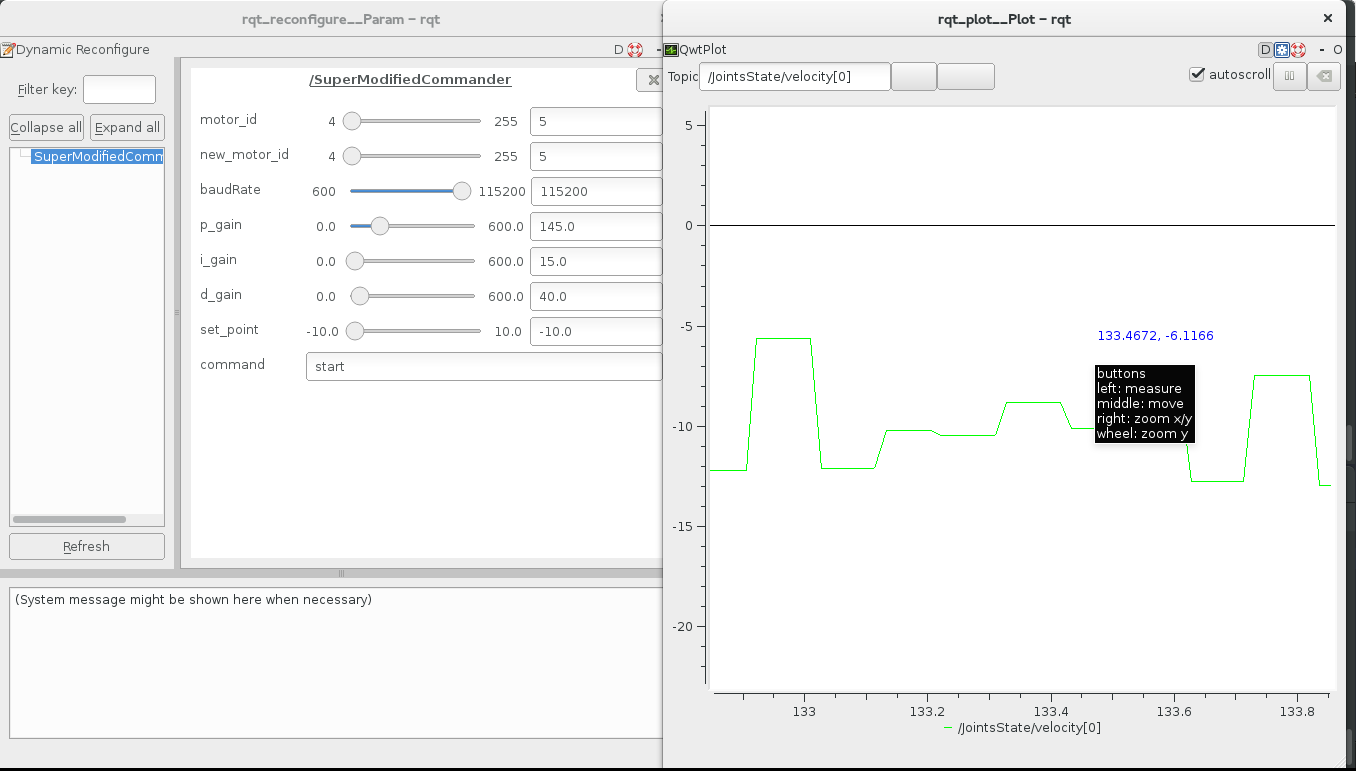 rqt_reconfigure__Param - rqt
Dynamic Reconfigure
D
-
Filter key:
Collapse all
Expand all
SuperModifiedComm
Refresh
/SuperModifiedCommander
motor_id 4 255 5
new_motor_id 4 255 5
baudRate 600 115200 115200
p_gain 0.0 600.0 145.0
i_gain 0.0 600.0 15.0
d_gain 0.0 600.0 40.0
set_point -10.0 10.0 -10.0
command start
(System message might be shown here when necessary)
rqt_plot__Plot - rqt
QwtPlot
D
- O
Topic /JointsState/velocity[0]
autoscroll
5
0
-5
-10
-15
-20
133.4672, -6.1166
buttons
left: measure
middle: move
right: zoom x/y
wheel: zoom y
133 133.2 133.4 133.6 133.8
/JointsState/velocity[0]